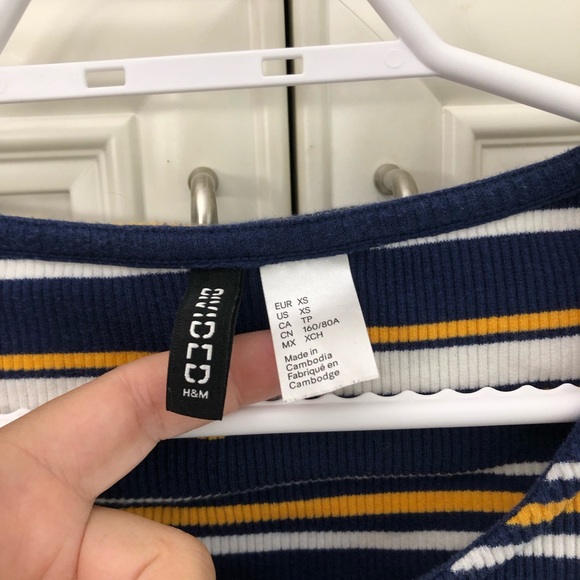 DIVIDED
H&M
EUR XS
US XS
CA TP
CN 160/80A
MX XCH
Made in
Cambodia
Fabriqué en
Cambodge